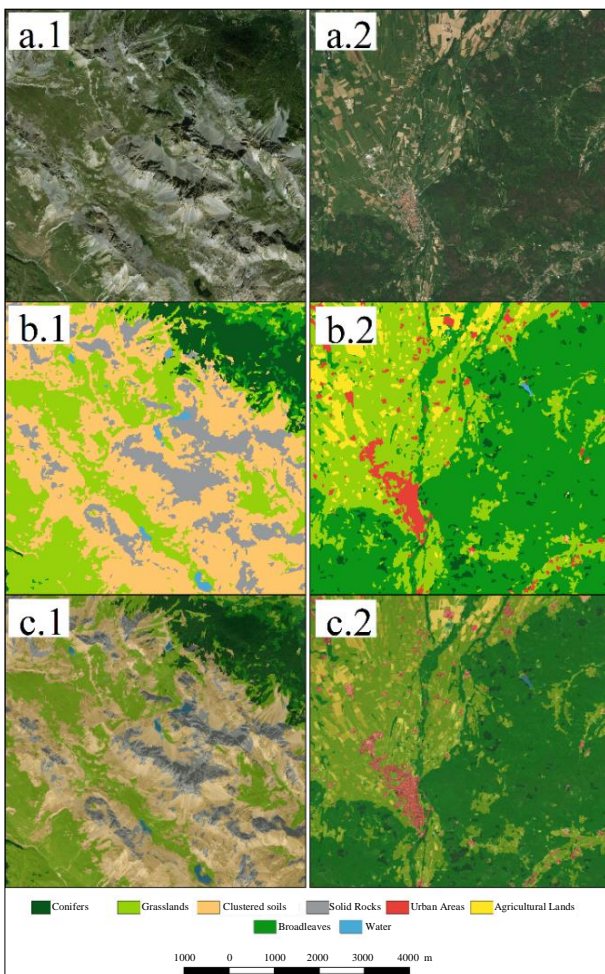 a.1
a.2
b.1
b.2
c.1
c.2
Conifers Grasslands Clustered soils Solid Rocks Urban Areas Agricultural Lands
Broadleaves Water
1000 0 1000 2000 3000 4000 m